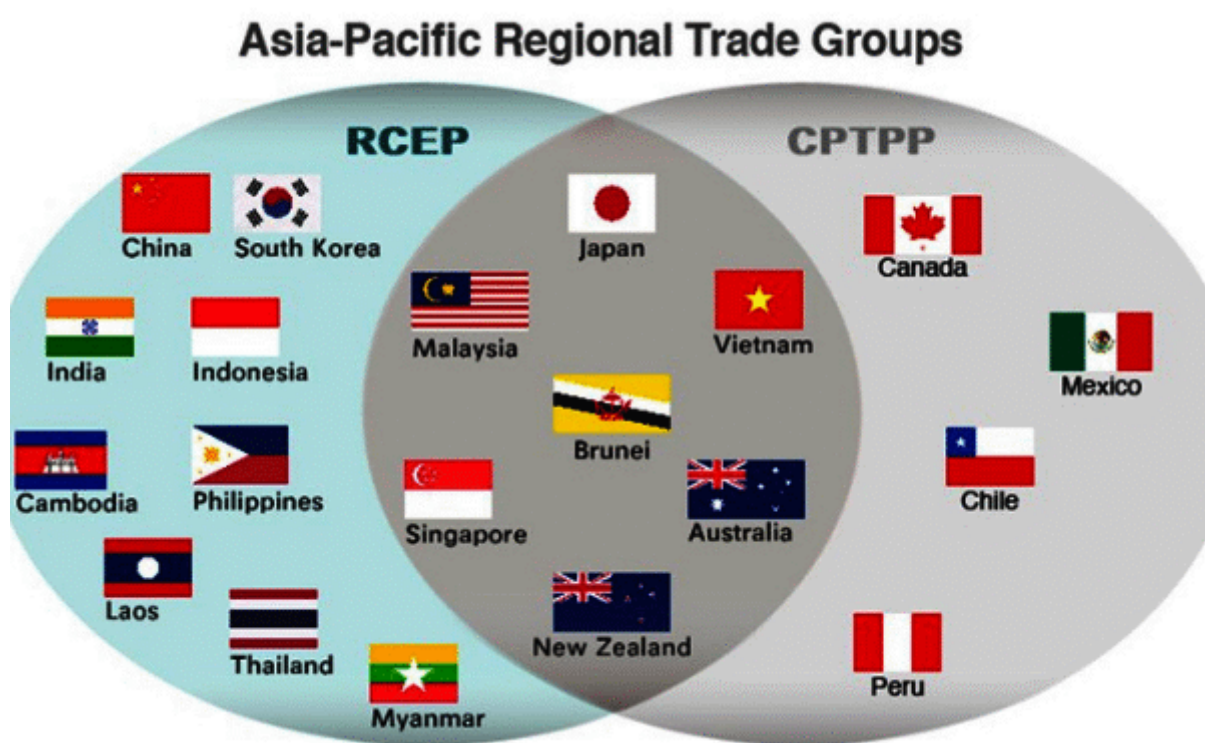 Asia-Pacific Regional Trade Groups
RCEP
CPTPP
China
South Korea
Japan
Canada
India
Indonesia
Malaysia
Vietnam
Mexico
Cambodia
Philippines
Brunei
Singapore
Australia
Chile
Laos
Thailand
New Zealand
Myanmar
Peru